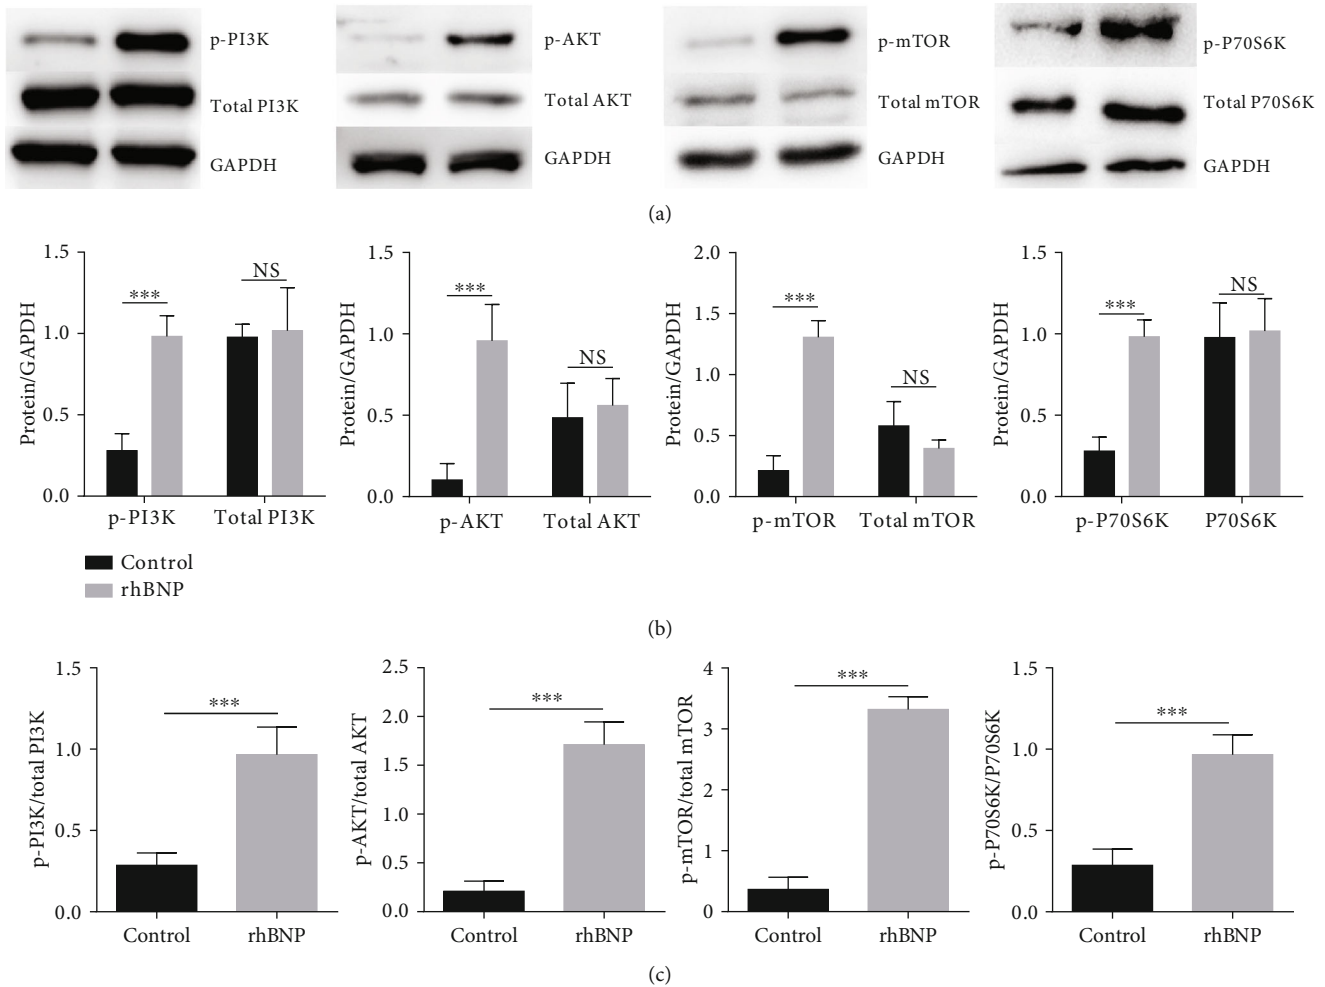 p-PI3K
Total PI3K
GAPDH
p-AKT
Total AKT
GAPDH
p-mTOR
Total mTOR
GAPDH
p-P70S6K
Total P70S6K
GAPDH
(a)
Protein/GAPDH
1.5
1.0
0.5
0.0
***
NS
p-PI3K Total PI3K
Protein/GAPDH
1.5
1.0
0.5
0.0
***
NS
p-AKT Total AKT
Protein/GAPDH
2.0
1.5
1.0
0.5
0.0
***
NS
p-mTOR Total mTOR
Protein/GAPDH
1.5
1.0
0.5
0.0
***
NS
p-P70S6K P70S6K
Control
rhBNP
(b)
p-PI3K/total PI3K
1.5
1.0
0.5
0.0
***
Control rhBNP
p-AKT/total AKT
2.5
2.0
1.5
1.0
0.5
0.0
***
Control rhBNP
p-mTOR/total mTOR
4
3
2
1
0
***
Control rhBNP
p-P70S6K/P70S6K
1.5
1.0
0.5
0.0
***
Control rhBNP
(c)